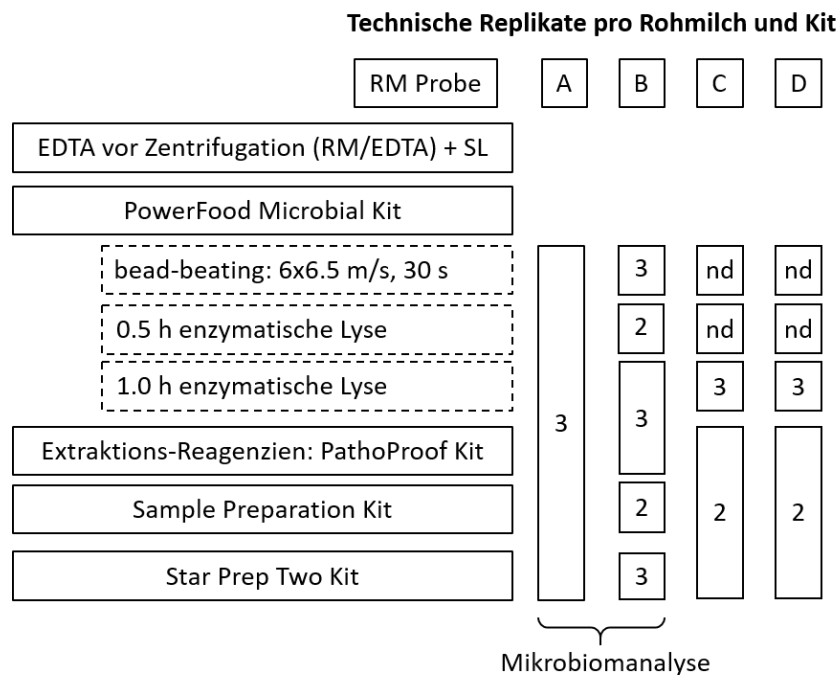 Technische Replikate pro Rohmilch und Kit
RM Probe A B C D
EDTA vor Zentrifugation (RM/EDTA) + SL
PowerFood Microbial Kit
bead-beating: 6x6.5 m/s, 30 s 3 nd nd
0.5 h enzymatische Lyse 2 nd nd
1.0 h enzymatische Lyse 3 3
3 3
Extraktions-Reagenzien: PathoProof Kit
Sample Preparation Kit 2 2 2
Star Prep Two Kit 3
Mikrobiomanalyse